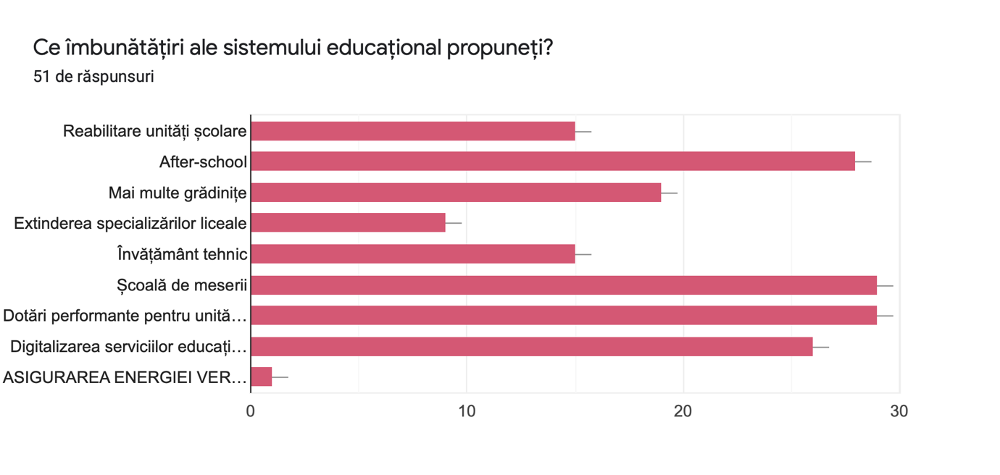 Ce îmbunătățiri ale sistemului educațional propuneți?
51 de răspunsuri
Reabilitare unități școlare
After-school
Mai multe grădinițe
Extinderea specializărilor liceale
Învățământ tehnic
Școală de meserii
Dotări performante pentru unită…
Digitalizarea serviciilor educați…
ASIGURAREA ENERGIEI VER…
0 10 20 30